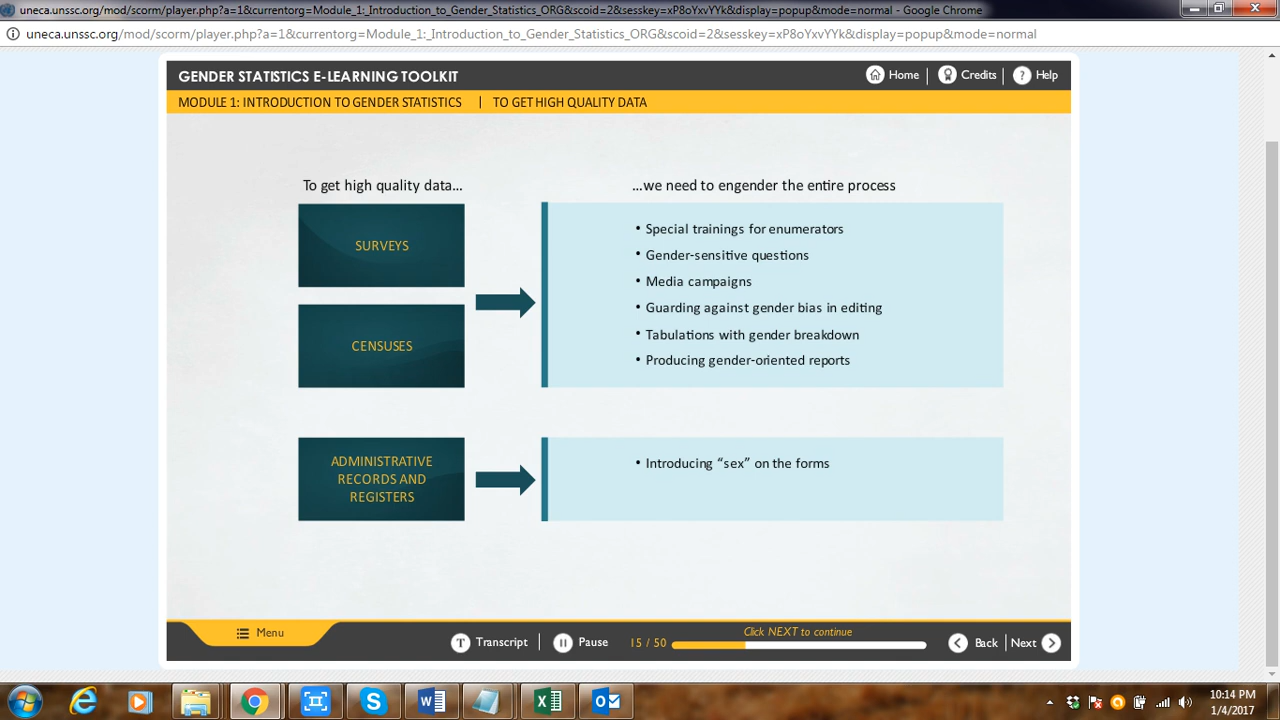 uneca.unssc.org/mod/scorm/player.php?a=1&currentorg=Module_1:_Introduction_to_Gender_Statistics_ORG&scoid=2&sesskey=xP8oYxvYYk&display=popup&mode=normal - Google Chrome
uneca.unssc.org/mod/scorm/player.php?a=1&currentorg=Module_1:_Introduction_to_Gender_Statistics_ORG&scoid=2&sesskey=xP8oYxvYYk&display=popup&mode=normal
GENDER STATISTICS E-LEARNING TOOLKIT
Home | Credits | ? Help
MODULE 1: INTRODUCTION TO GENDER STATISTICS | TO GET HIGH QUALITY DATA
To get high quality data...
...we need to engender the entire process
SURVEYS
CENSUSES
• Special trainings for enumerators
• Gender-sensitive questions
• Media campaigns
• Guarding against gender bias in editing
• Tabulations with gender breakdown
• Producing gender-oriented reports
ADMINISTRATIVE
RECORDS AND
REGISTERS
• Introducing “sex” on the forms
Click NEXT to continue
Menu
T Transcript | Pause 15 / 50
Back | Next
10:14 PM
1/4/2017